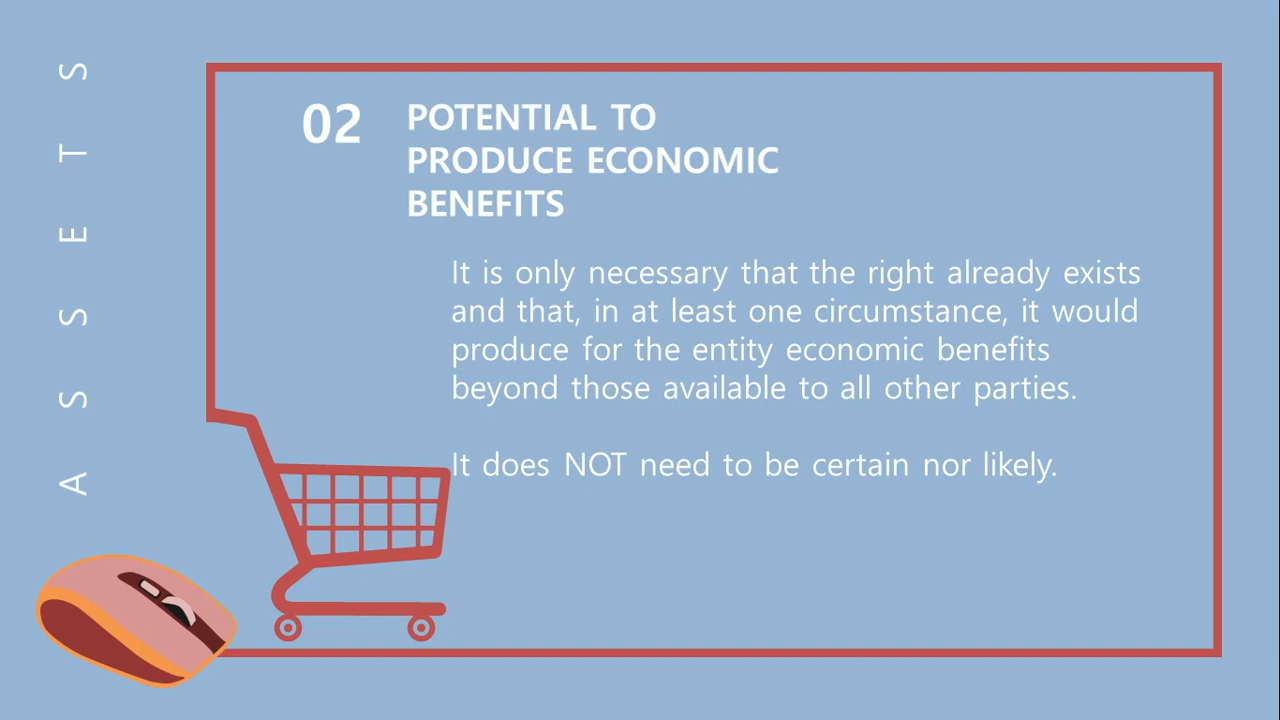 ASSETS
02
POTENTIAL TO
PRODUCE ECONOMIC
BENEFITS
It is only necessary that the right already exists
and that, in at least one circumstance, it would
produce for the entity economic benefits
beyond those available to all other parties.
It does NOT need to be certain nor likely.